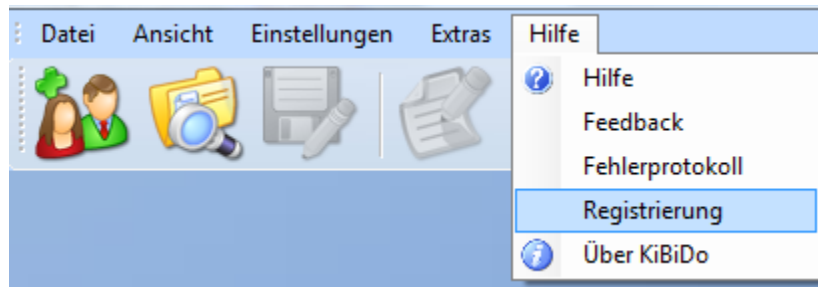 Datei Ansicht Einstellungen Extras Hilfe
Hilfe
Feedback
Fehlerprotokoll
Registrierung
Über KiBiDo